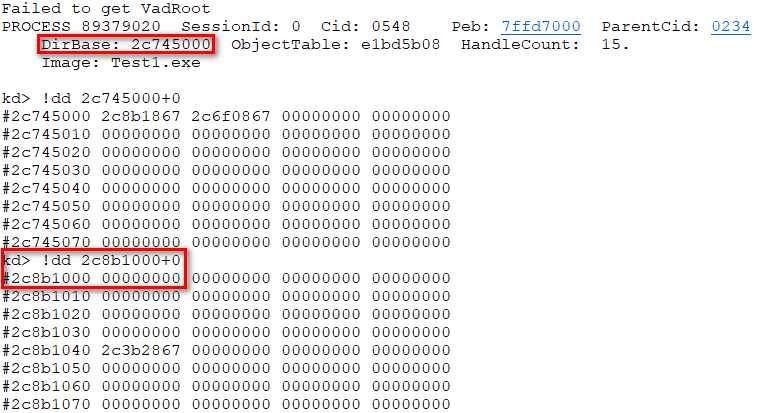 Failed to get VadRoot
PROCESS 89379020  SessionId: 0  Cid: 0548    Peb: 7ffd7000  ParentCid: 0234
    DirBase: 2c745000  ObjectTable: e1bd5b08  HandleCount:  15.
    Image: Test1.exe
kd> !dd 2c745000+0
#2c745000 2c8b1867 2c6f0867 00000000 00000000
#2c745010 00000000 00000000 00000000 00000000
#2c745020 00000000 00000000 00000000 00000000
#2c745030 00000000 00000000 00000000 00000000
#2c745040 00000000 00000000 00000000 00000000
#2c745050 00000000 00000000 00000000 00000000
#2c745060 00000000 00000000 00000000 00000000
#2c745070 00000000 00000000 00000000 00000000
kd> !dd 2c8b1000+0
#2c8b1000 00000000 00000000 00000000 00000000
#2c8b1010 00000000 00000000 00000000 00000000
#2c8b1020 00000000 00000000 00000000 00000000
#2c8b1030 00000000 00000000 00000000 00000000
#2c8b1040 2c3b2867 00000000 00000000 00000000
#2c8b1050 00000000 00000000 00000000 00000000
#2c8b1060 00000000 00000000 00000000 00000000
#2c8b1070 00000000 00000000 00000000 00000000